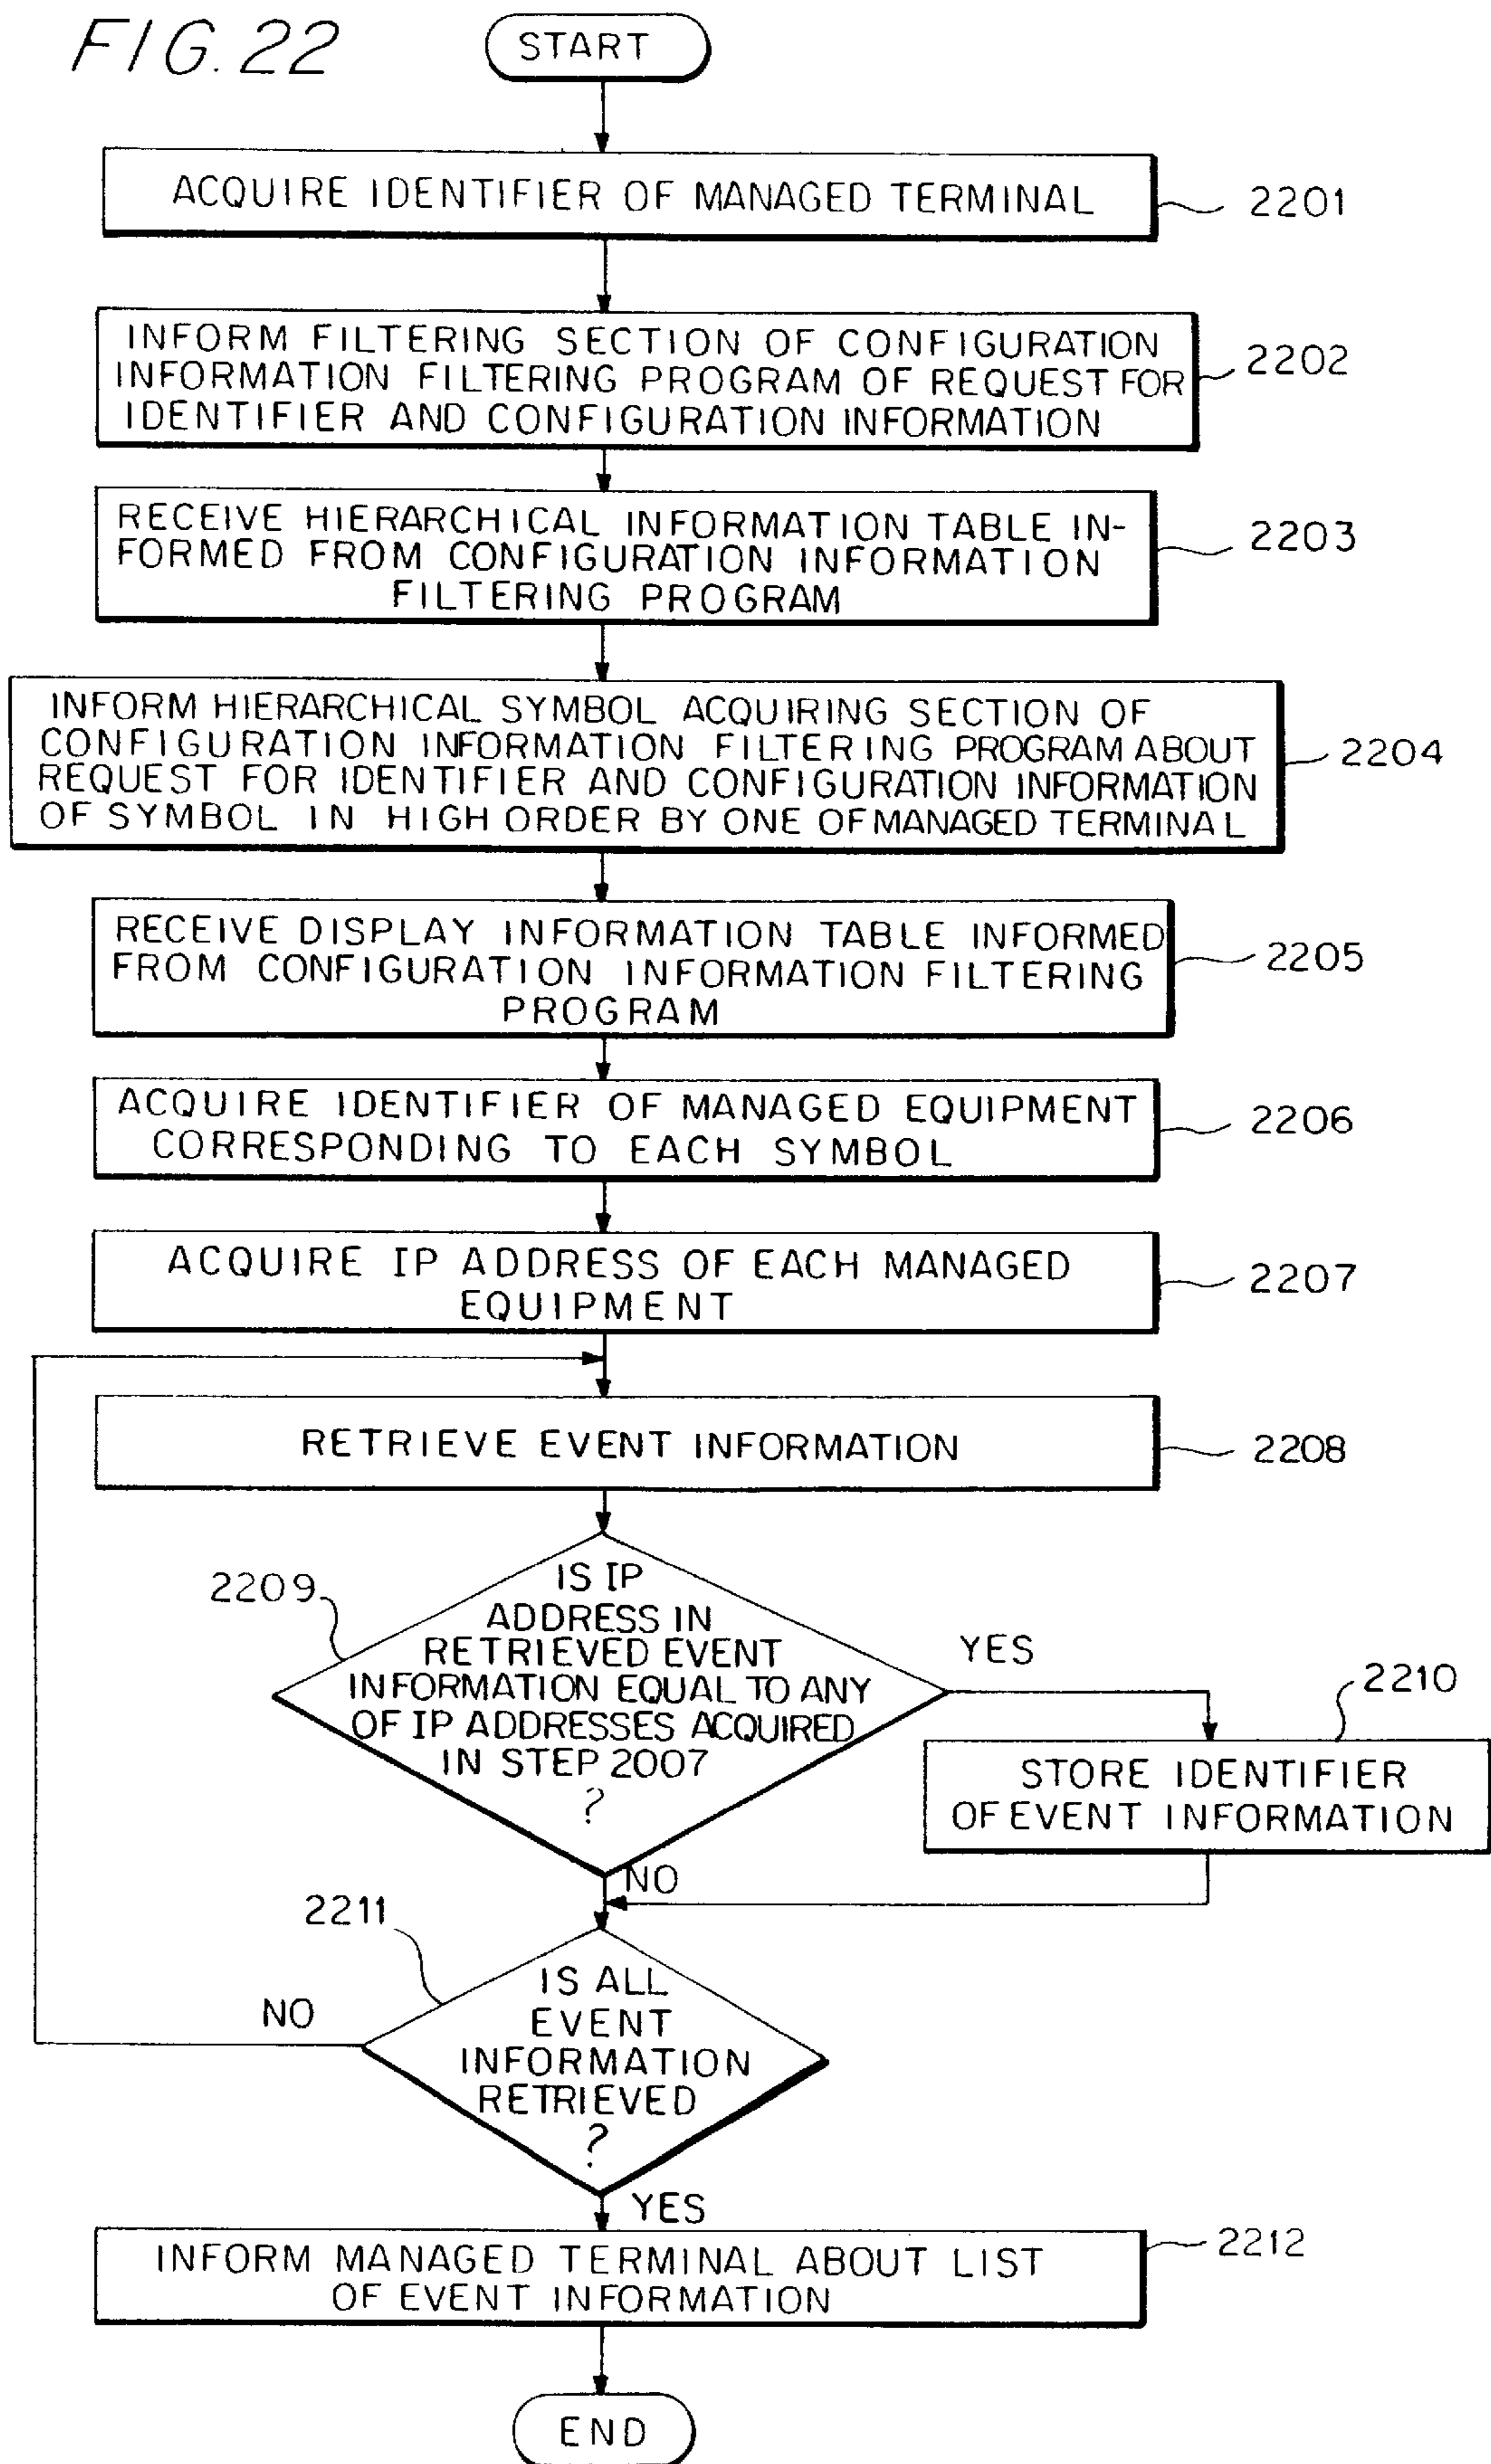 FIG. 22
START
ACQUIRE IDENTIFIER OF MANAGED TERMINAL
2201
INFORM FILTERING SECTION OF CONFIGURATION
INFORMATION FILTERING PROGRAM OF REQUEST FOR
IDENTIFIER AND CONFIGURATION INFORMATION
2202
RECEIVE HIERARCHICAL INFORMATION TABLE IN-
FORMED FROM CONFIGURATION INFORMATION
FILTERING PROGRAM
2203
INFORM HIERARCHICAL SYMBOL ACQUIRING SECTION OF
CONFIGURATION INFORMATION FILTERING PROGRAM ABOUT
REQUEST FOR IDENTIFIER AND CONFIGURATION INFORMATION
OF SYMBOL IN HIGH ORDER BY ONE OF MANAGED TERMINAL
2204
RECEIVE DISPLAY INFORMATION TABLE INFORMED
FROM CONFIGURATION INFORMATION FILTERING
PROGRAM
2205
ACQUIRE IDENTIFIER OF MANAGED EQUIPMENT
CORRESPONDING TO EACH SYMBOL
2206
ACQUIRE IP ADDRESS OF EACH MANAGED
EQUIPMENT
2207
RETRIEVE EVENT INFORMATION
2208
2209
IS IP
ADDRESS IN
RETRIEVED EVENT
INFORMATION EQUAL TO ANY
OF IP ADDRESSES ACQUIRED
IN STEP 2007
?
YES
2210
STORE IDENTIFIER
OF EVENT INFORMATION
NO
2211
IS ALL
EVENT
INFORMATION
RETRIEVED
?
NO
YES
INFORM MANAGED TERMINAL ABOUT LIST
OF EVENT INFORMATION
2212
END